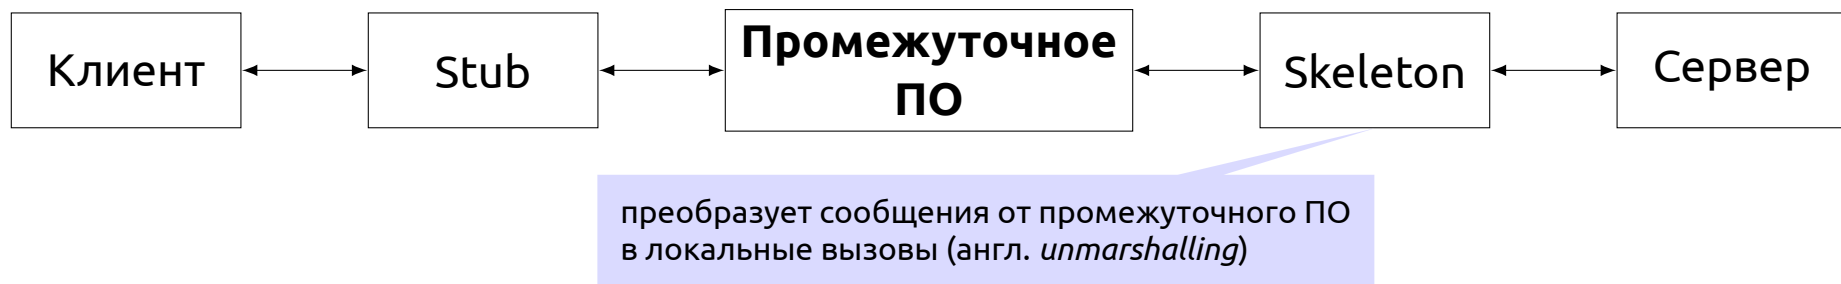 Клиент
Stub
Промежуточное
ПО
Skeleton
Сервер
преобразует сообщения от промежуточного ПО
в локальные вызовы (англ. unmarshalling)